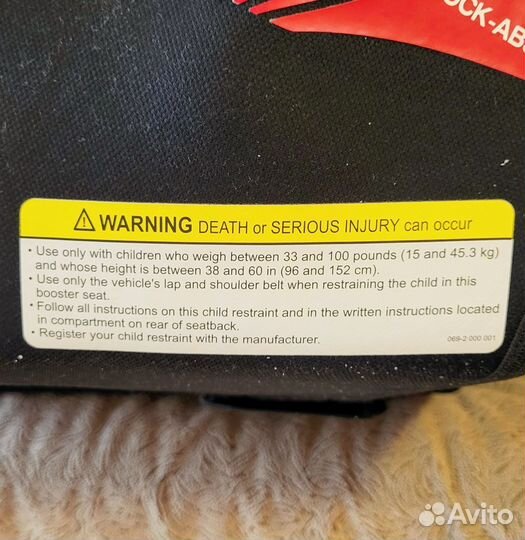 WARNING DEATH or SERIOUS INJURY can occur
• Use only with children who weigh between 33 and 100 pounds (15 and 45.3 kg)
and whose height is between 38 and 60 in (96 and 152 cm).
• Use only the vehicle's lap and shoulder belt when restraining the child in this
booster seat.
• Follow all instructions on this child restraint and in the written instructions located
in compartment on rear of seatback.
• Register your child restraint with the manufacturer.
069-2 000 001
Avito